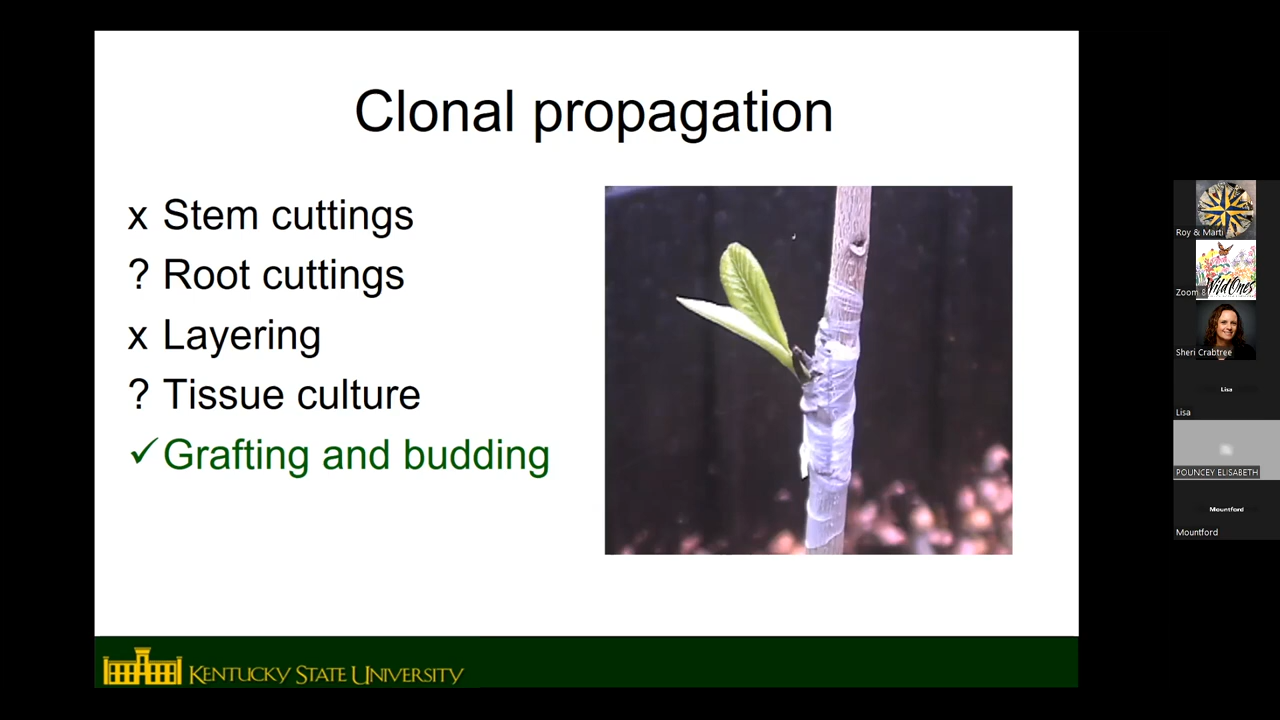 Clonal propagation
x Stem cuttings
? Root cuttings
x Layering
? Tissue culture
✓ Grafting and budding
KENTUCKY STATE UNIVERSITY
Roy & Marti
Zoom 8
Wild Ones
Sheri Crabtree
Lisa
Lisa
POUNCEY ELISABETH
Mountford
Mountford